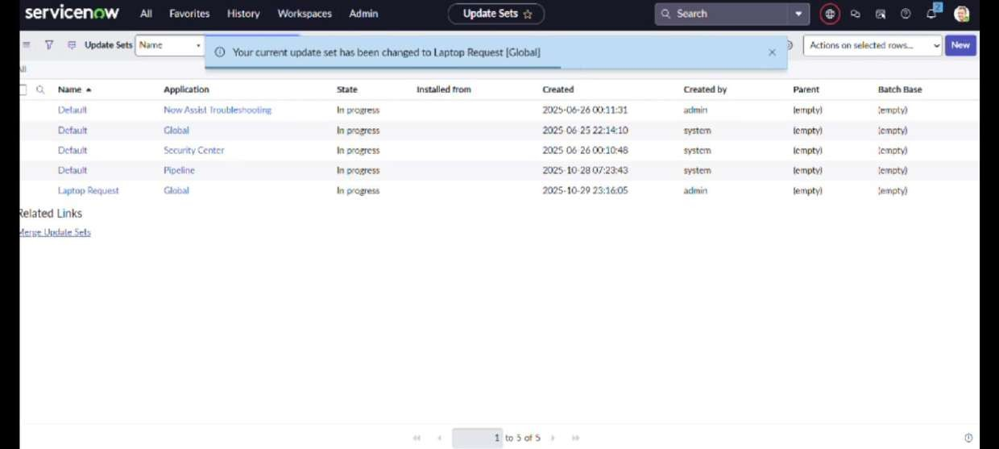 servicenow All Favorites History Workspaces Admin Update Sets Search 2
Update Sets Name Your current update set has been changed to Laptop Request [Global] Actions on selected rows... New
All
Name Application State Installed from Created Created by Parent Batch Base
Default Now Assist Troubleshooting In progress 2025-06-26 00:11:31 admin (empty) (empty)
Default Global In progress 2025-06-25 22:14:10 system (empty) (empty)
Default Security Center In progress 2025-06-26 00:10:48 system (empty) (empty)
Default Pipeline In progress 2025-10-28 07:23:43 system (empty) (empty)
Laptop Request Global In progress 2025-10-29 23:16:05 admin (empty) (empty)
Related Links
Merge Update Sets
1 to 5 of 5